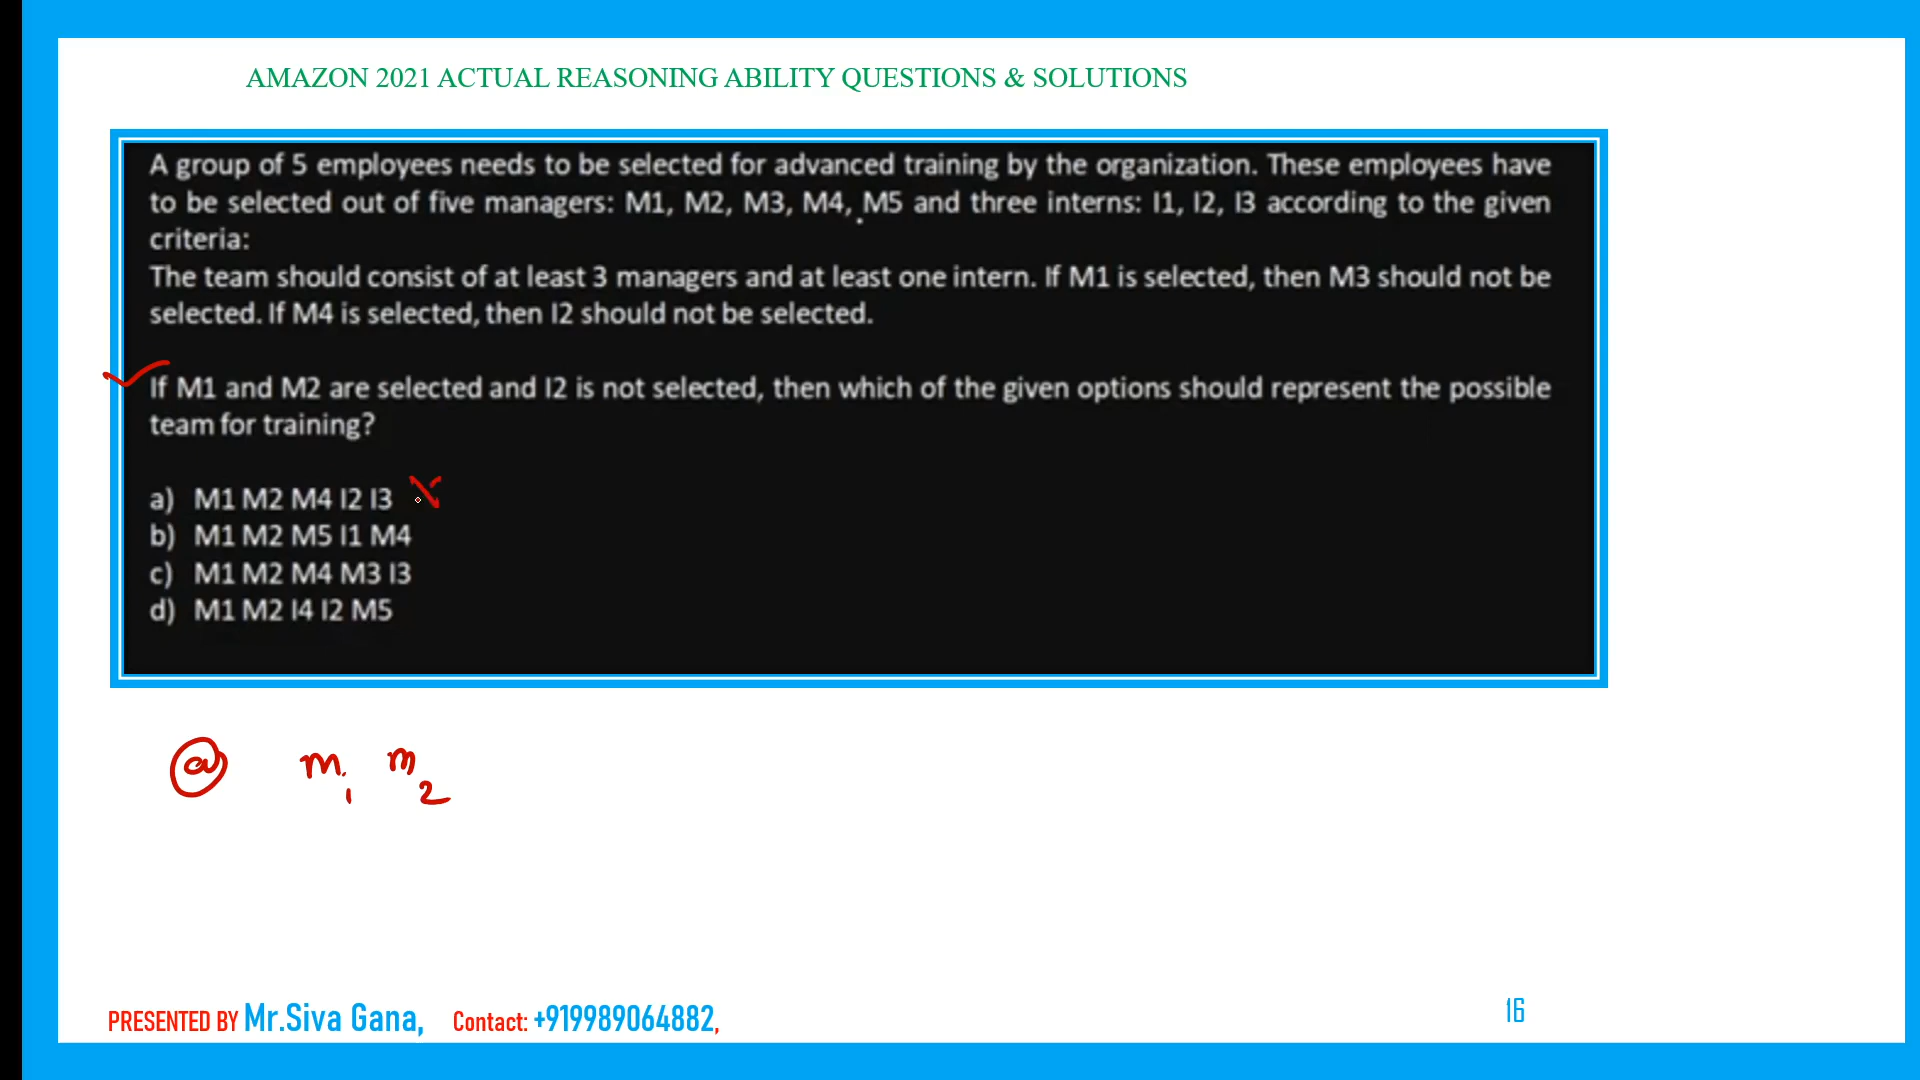 AMAZON 2021 ACTUAL REASONING ABILITY QUESTIONS & SOLUTIONS
A group of 5 employees needs to be selected for advanced training by the organization. These employees have
to be selected out of five managers: M1, M2, M3, M4, M5 and three interns: I1, I2, I3 according to the given
criteria:
The team should consist of at least 3 managers and at least one intern. If M1 is selected, then M3 should not be
selected. If M4 is selected, then I2 should not be selected.
If M1 and M2 are selected and I2 is not selected, then which of the given options should represent the possible
team for training?
a) M1 M2 M4 I2 I3
b) M1 M2 M5 I1 M4
c) M1 M2 M4 M3 I3
d) M1 M2 I4 I2 M5
a m1 m2
PRESENTED BY Mr.Siva Gana, Contact: +919989064882,
16